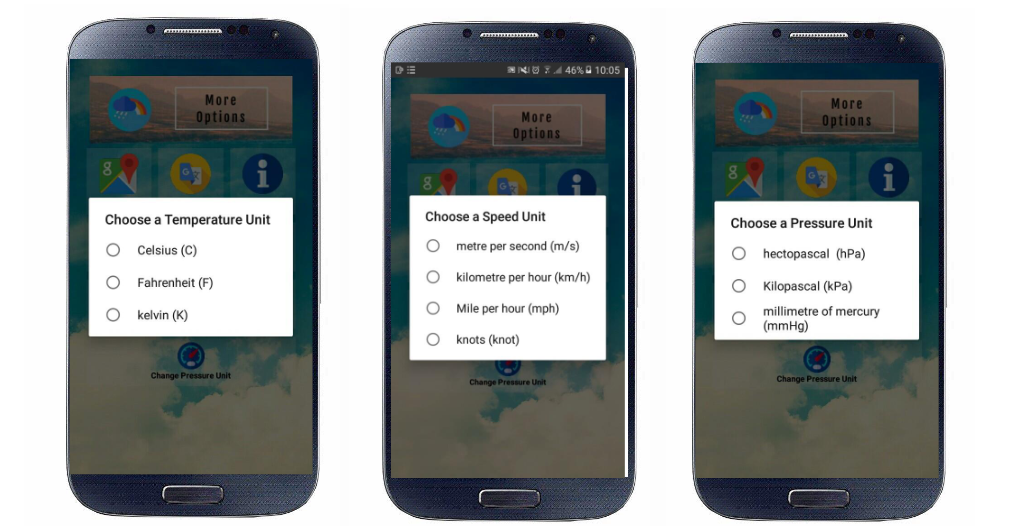 More
Options
Choose a Temperature Unit
Celsius (C)
Fahrenheit (F)
kelvin (K)
Change Pressure Unit
46% 10:05
More
Options
Choose a Speed Unit
metre per second (m/s)
kilometre per hour (km/h)
Mile per hour (mph)
knots (knot)
Change Pressure Unit
More
Options
Choose a Pressure Unit
hectopascal (hPa)
Kilopascal (kPa)
millimetre of mercury
(mmHg)
Change Pressure Unit